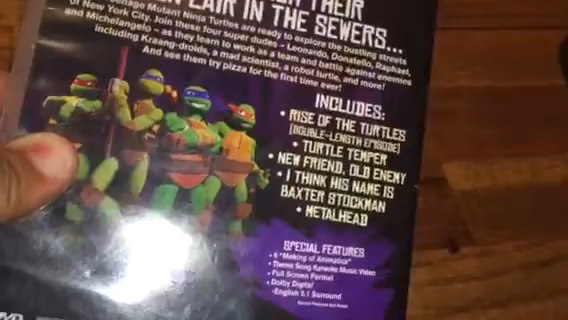 THEIR
LAIR IN THE SEWERS...
Mutant Ninja Turtles are ready to explore the bustling streets
of New York City. Join these four super dudes – Leonardo, Donatello, Raphael,
and Michelangelo – as they learn to work as a team and battle against enemies
including Kraang-droids, a mad scientist, a robot turtle, and more!
And see them try pizza for the first time ever!
INCLUDES:
• RISE OF THE TURTLES
(DOUBLE-LENGTH EPISODE)
• TURTLE TEMPER
• NEW FRIEND, OLD ENEMY
• I THINK HIS NAME IS
BAXTER STOCKMAN
• METALHEAD
SPECIAL FEATURES
• 6 "Making of Animatics"
• Theme Song Karaoke Music Video
• Full Screen Format
• Dolby Digital
-English 5.1 Surround
Special Features Not Rated